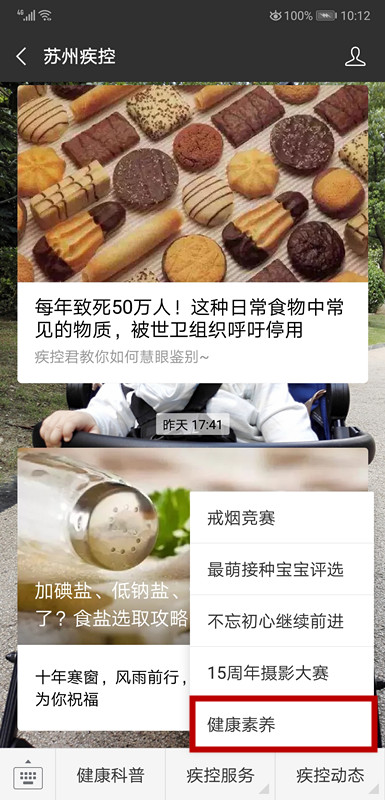 4G 100% 10:12
苏州疾控
每年致死50万人！这种日常食物中常
见的物质，被世卫组织呼吁停用
疾控君教你如何慧眼鉴别~
昨天 17:41
加碘盐、低钠盐、
了？食盐选取攻略
十年寒窗，风雨前行，
为你祝福
戒烟竞赛
最萌接种宝宝评选
不忘初心继续前进
15周年摄影大赛
健康素养
健康科普 疾控服务 疾控动态